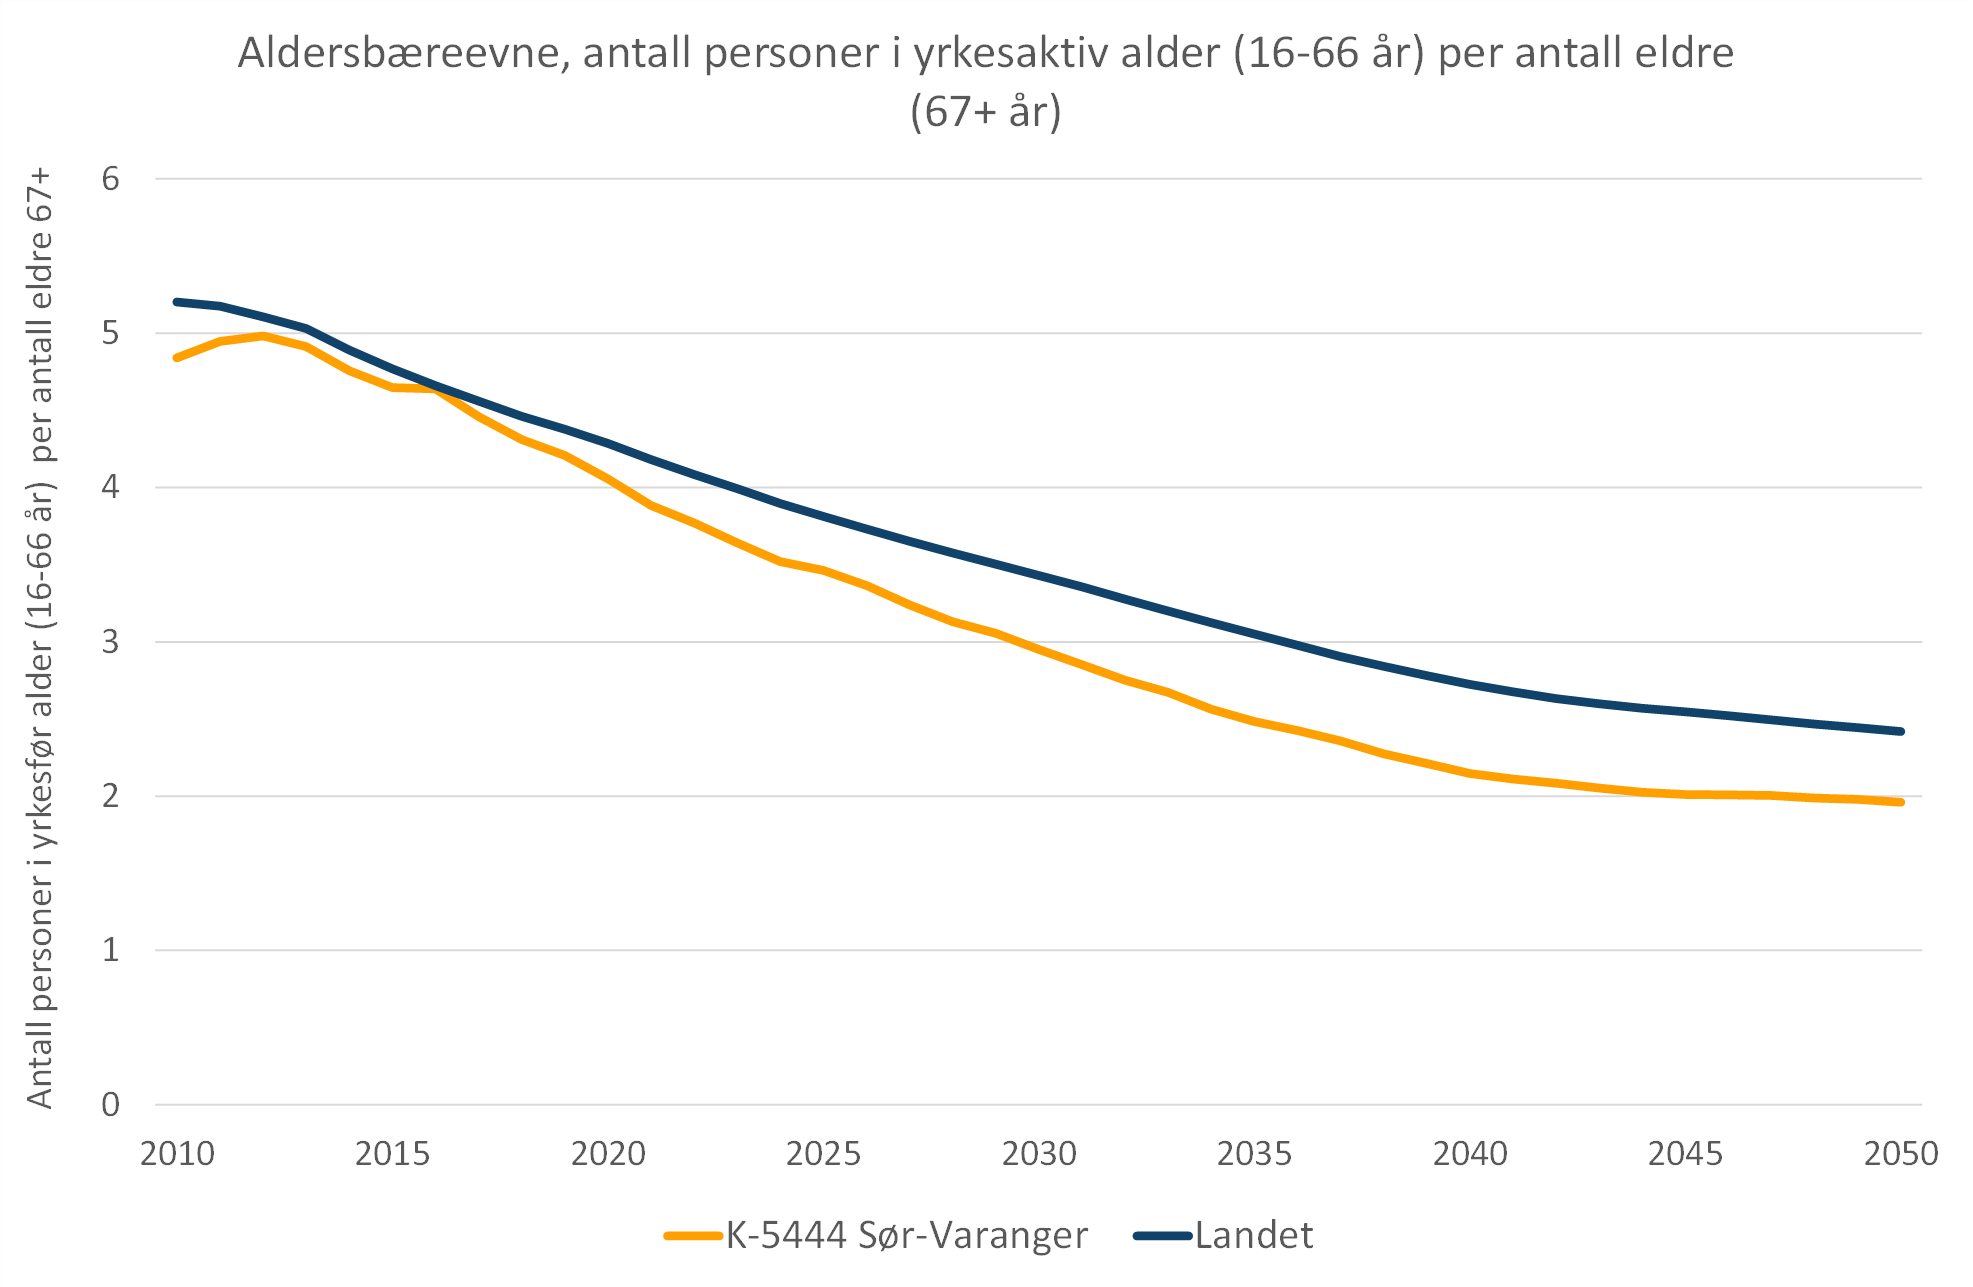 Aldersbæreevne, antall personer i yrkesaktiv alder (16-66 år) per antall eldre
(67+ år)
Antall personer i yrkesfør alder (16-66 år)  per antall eldre 67+
6
5
4
3
2
1
0
2010 2015 2020 2025 2030 2035 2040 2045 2050
K-5444 Sør-Varanger Landet